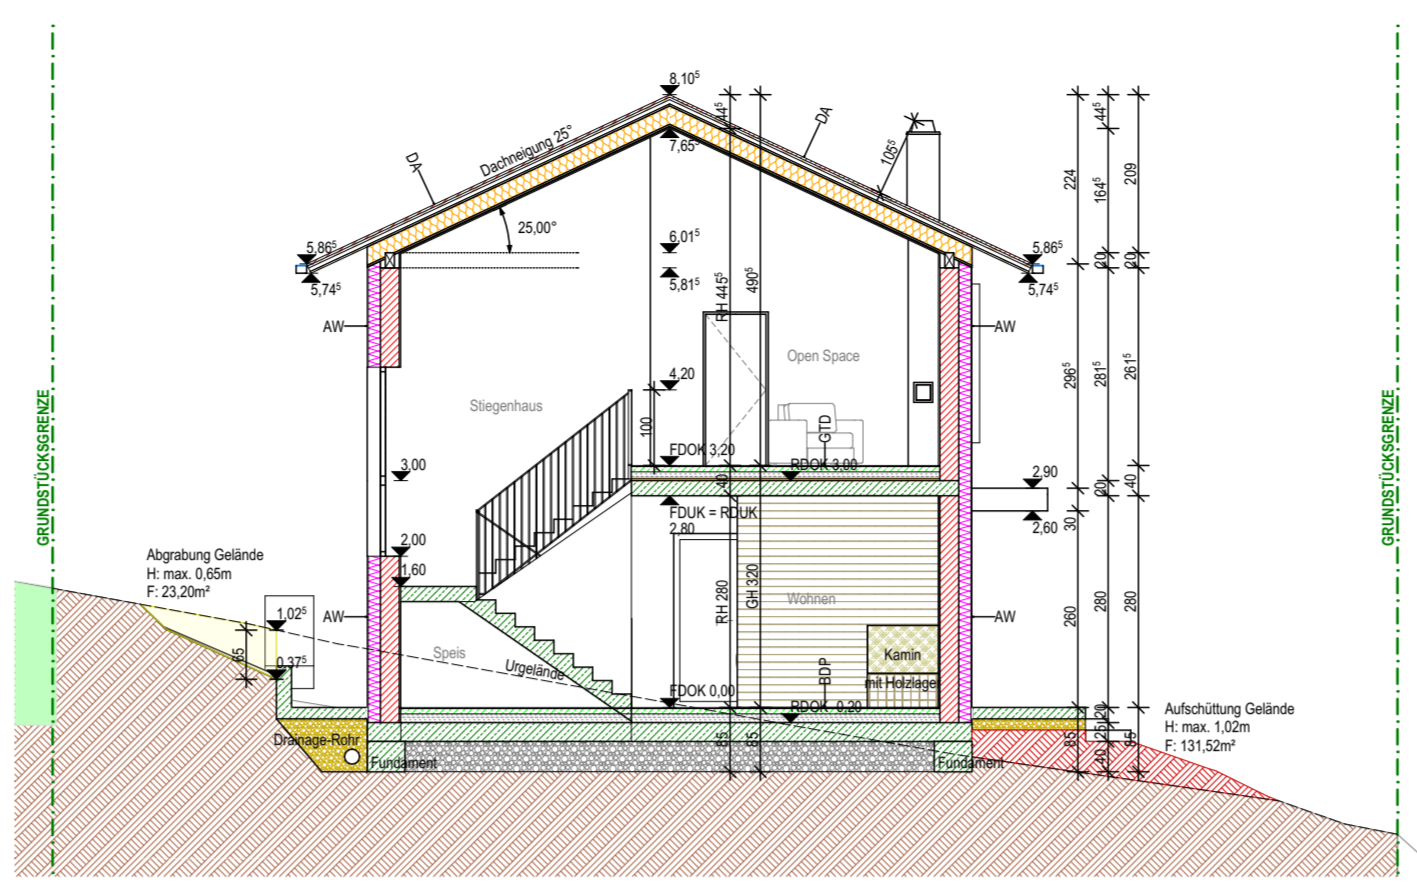 8,10⁵
44⁵
44⁵
DA
DA
Dachneigung 25°
7,65⁵
105⁵
224
164⁵
209
25,00°
6.01⁵
5,86⁵
5.86⁵
20
20
5,81⁵
5,74⁵
5,74⁵
RH 445⁵
490⁵
AW
AW
Open Space
4,20
296⁵
281⁵
261⁵
Stiegenhaus
100
GTD
FDOK 3,20
RDOK 3,00
3,00
2,90
40
20
40
GRUNDSTÜCKSGRENZE
GRUNDSTÜCKSGRENZE
FDUK = RDUK
2,80
30
2,60
2,00
1,60
Abgrabung Gelände
H: max. 0,65m
F: 23,20m²
RH 280
GH 320
Wohnen
260
280
280
1,02⁵
AW
AW
65
0,37⁵
Speis
Urgelände
Kamin
mit Holzlager
BDP
FDOK 0,00
RDOK -0,20
Aufschüttung Gelände
H: max. 1,02m
F: 131,52m²
20
25
40
85
85
85
85
Drainage-Rohr
Fundament
Fundament